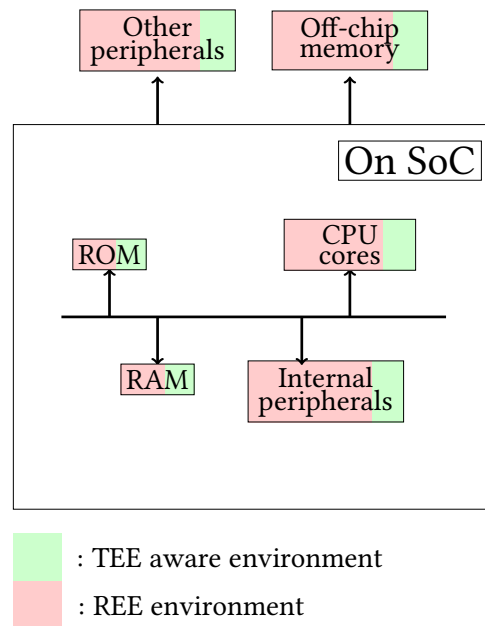 Other
peripherals
Off-chip
memory
On SoC
CPU
cores
ROM
RAM
Internal
peripherals
: TEE aware environment
: REE environment